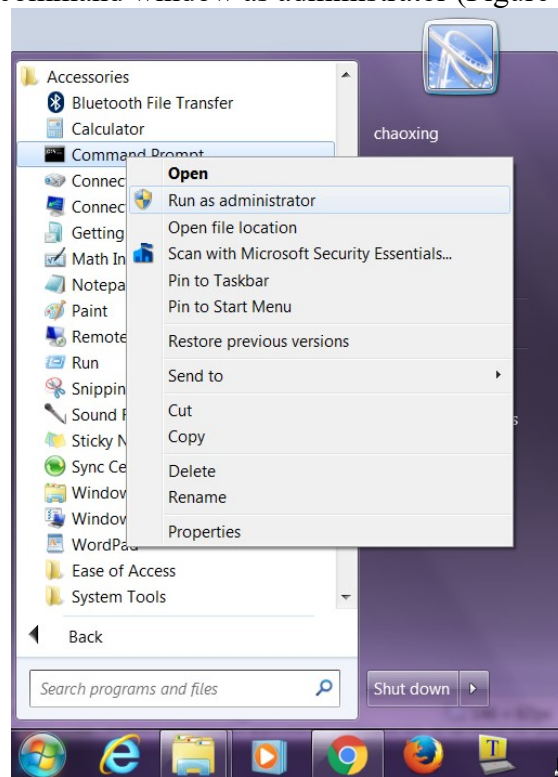 command window as administrator (Figure
Accessories
Bluetooth File Transfer
Calculator
Command Prompt
Connec
Connec
Getting
Math In
Notepa
Paint
Remote
Run
Snippin
Sound R
Sticky N
Sync Ce
Window
Window
WordPad
Ease of Access
System Tools
Back
Search programs and files
Open
Run as administrator
Open file location
Scan with Microsoft Security Essentials...
Pin to Taskbar
Pin to Start Menu
Restore previous versions
Send to
Cut
Copy
Delete
Rename
Properties
chaoxing
s
Shut down
T